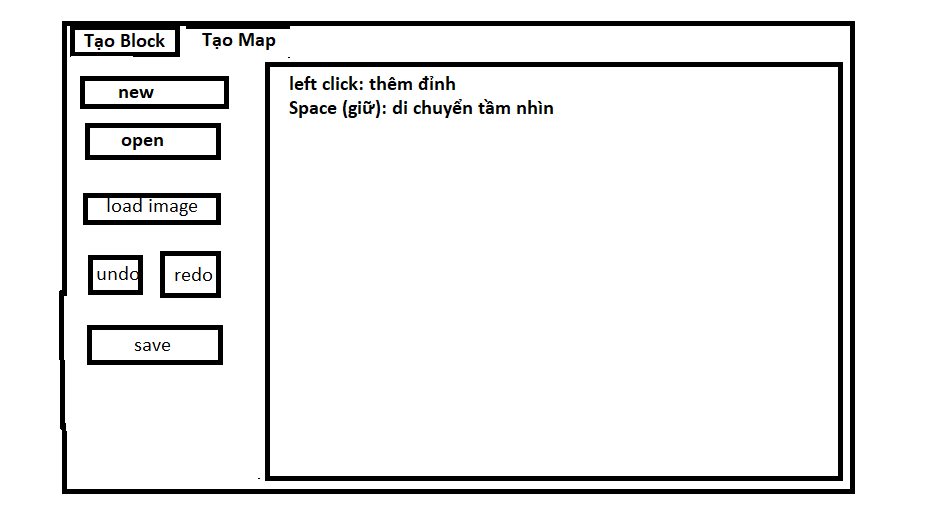 Tạo Block
Tạo Map
new
open
load image
undo
redo
save
left click: thêm đỉnh
Space (giữ): di chuyển tầm nhìn